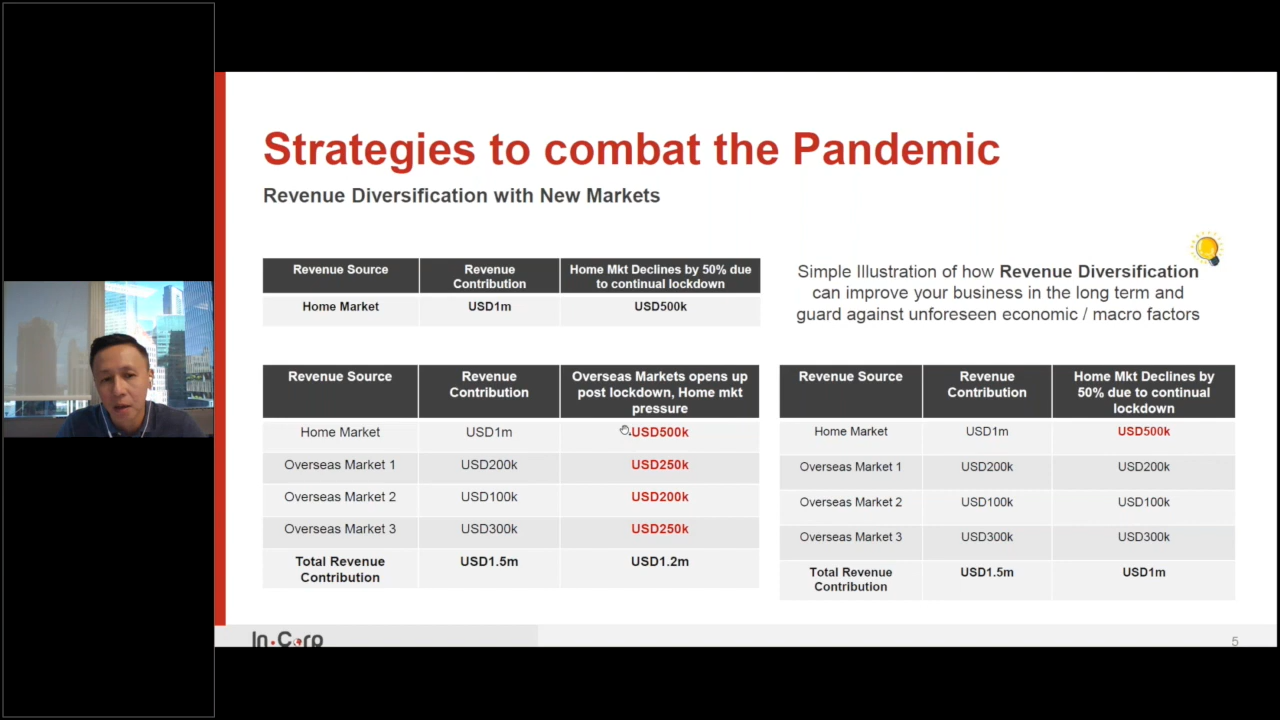 Strategies to combat the Pandemic
Revenue Diversification with New Markets
Revenue Source
Revenue
Contribution
Home Mkt Declines by 50% due
to continual lockdown
Home Market
USD1m
USD500k
Simple Illustration of how Revenue Diversification
can improve your business in the long term and
guard against unforeseen economic / macro factors
Revenue Source
Revenue
Contribution
Overseas Markets opens up
post lockdown, Home mkt
pressure
Home Market
USD1m
USD500k
Overseas Market 1
USD200k
USD250k
Overseas Market 2
USD100k
USD200k
Overseas Market 3
USD300k
USD250k
Total Revenue
Contribution
USD1.5m
USD1.2m
Revenue Source
Revenue
Contribution
Home Mkt Declines by
50% due to continual
lockdown
Home Market
USD1m
USD500k
Overseas Market 1
USD200k
USD200k
Overseas Market 2
USD100k
USD100k
Overseas Market 3
USD300k
USD300k
Total Revenue
Contribution
USD1.5m
USD1m
In.Corp
5